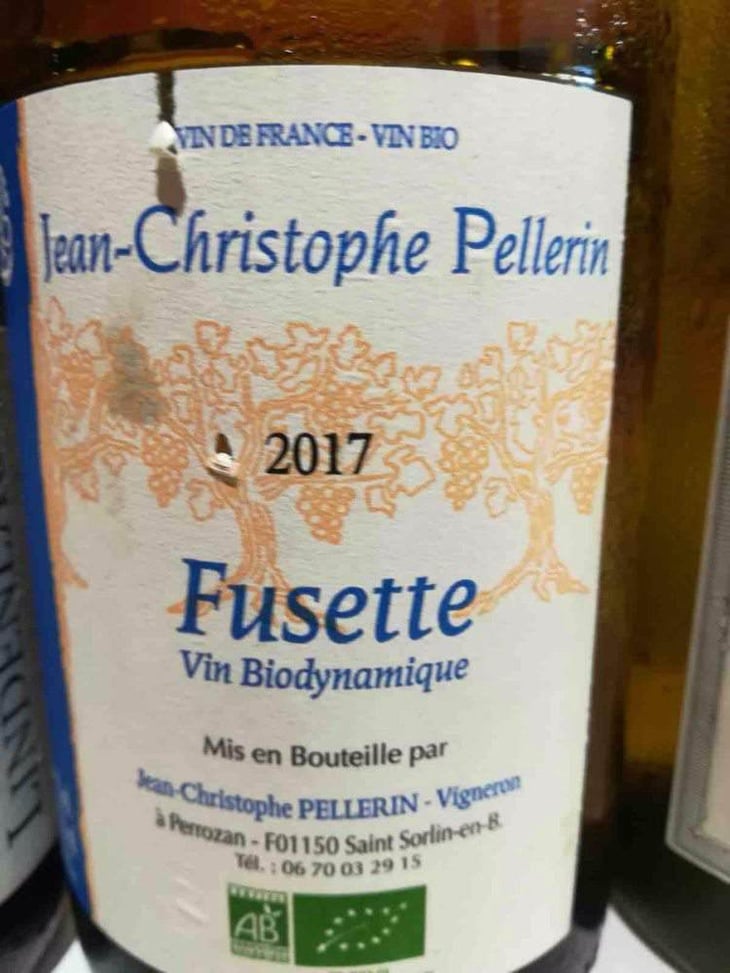 VIN DE FRANCE - VIN BIO
Jean-Christophe Pellerin
2017
Fusette
Vin Biodynamique
Mis en Bouteille par
Jean-Christophe PELLERIN - Vigneron
à Perrozan - F01150 Saint Sorlin-en-B.
Tél. : 06 70 03 29 15
AB